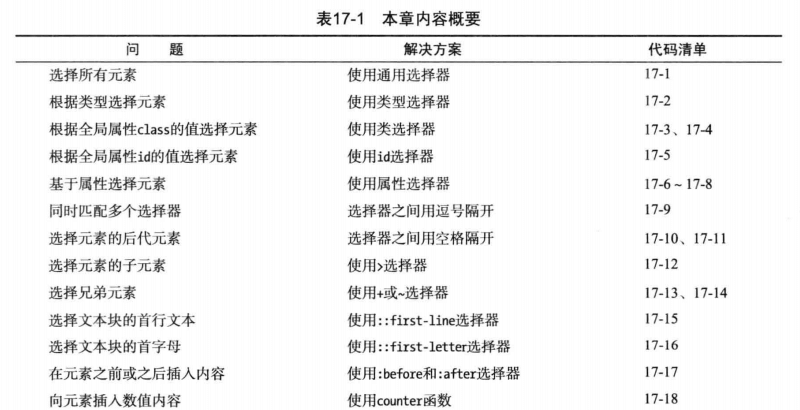 表17-1 本章内容概要
问 题 解决方案 代码清单
选择所有元素 使用通用选择器 17-1
根据类型选择元素 使用类型选择器 17-2
根据全局属性class的值选择元素 使用类选择器 17-3、17-4
根据全局属性id的值选择元素 使用id选择器 17-5
基于属性选择元素 使用属性选择器 17-6~17-8
同时匹配多个选择器 选择器之间用逗号隔开 17-9
选择元素的后代元素 选择器之间用空格隔开 17-10、17-11
选择元素的子元素 使用>选择器 17-12
选择兄弟元素 使用+或~选择器 17-13、17-14
选择文本块的首行文本 使用::first-line选择器 17-15
选择文本块的首字母 使用::first-letter选择器 17-16
在元素之前或之后插入内容 使用:before和:after选择器 17-17
向元素插入数值内容 使用counter函数 17-18